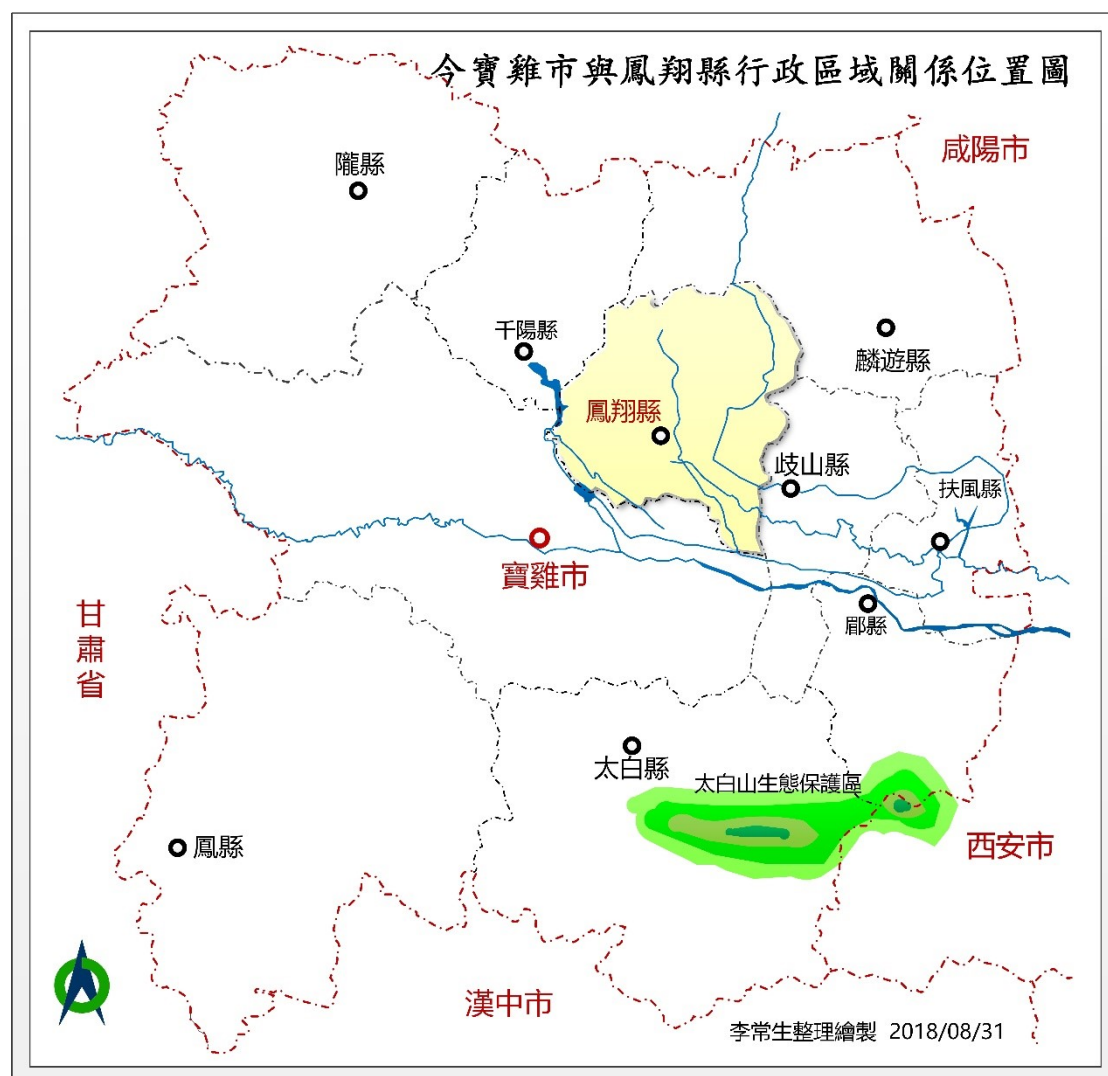 今寶雞市與鳳翔縣行政區域關係位置圖
咸陽市
隴縣
千陽縣
麟遊縣
鳳翔縣
歧山縣
扶風縣
寶雞市
郿縣
甘肅省
太白縣
太白山生態保護區
鳳縣
西安市
漢中市
李常生整理繪製 2018/08/31